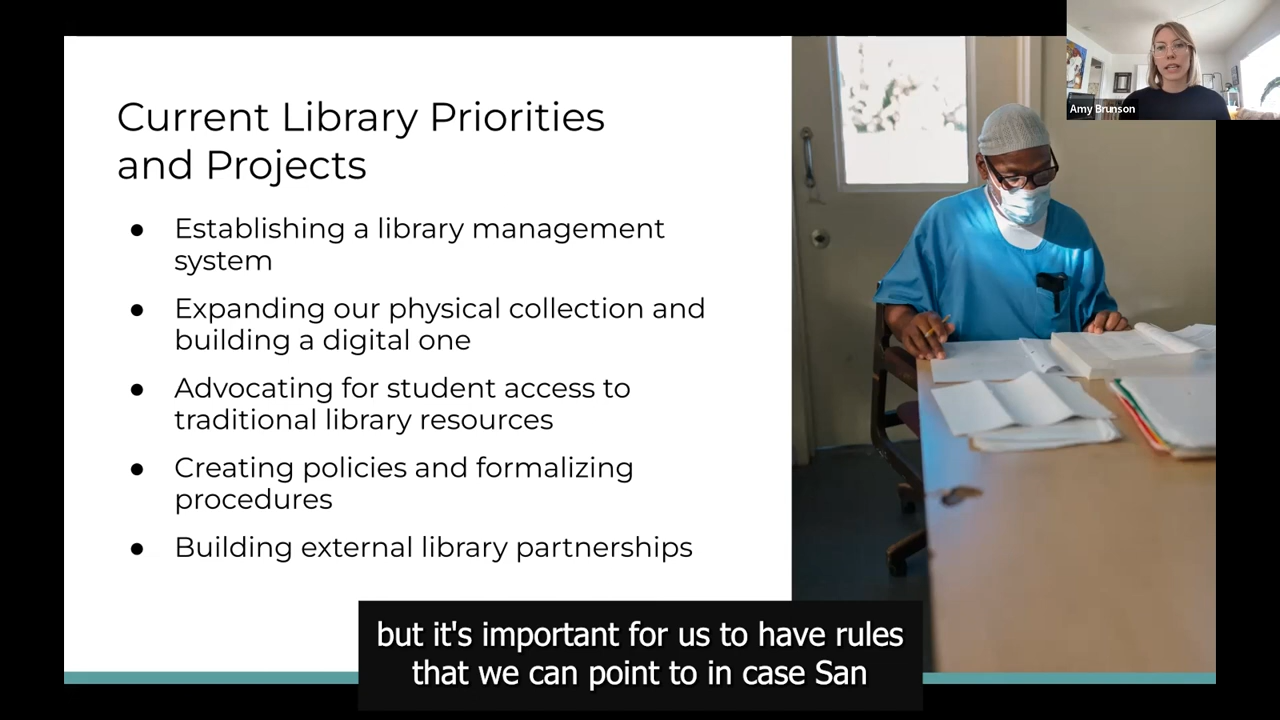 Current Library Priorities
and Projects
● Establishing a library management
system
● Expanding our physical collection and
building a digital one
● Advocating for student access to
traditional library resources
● Creating policies and formalizing
procedures
● Building external library partnerships
Amy Brunson
but it's important for us to have rules
that we can point to in case San